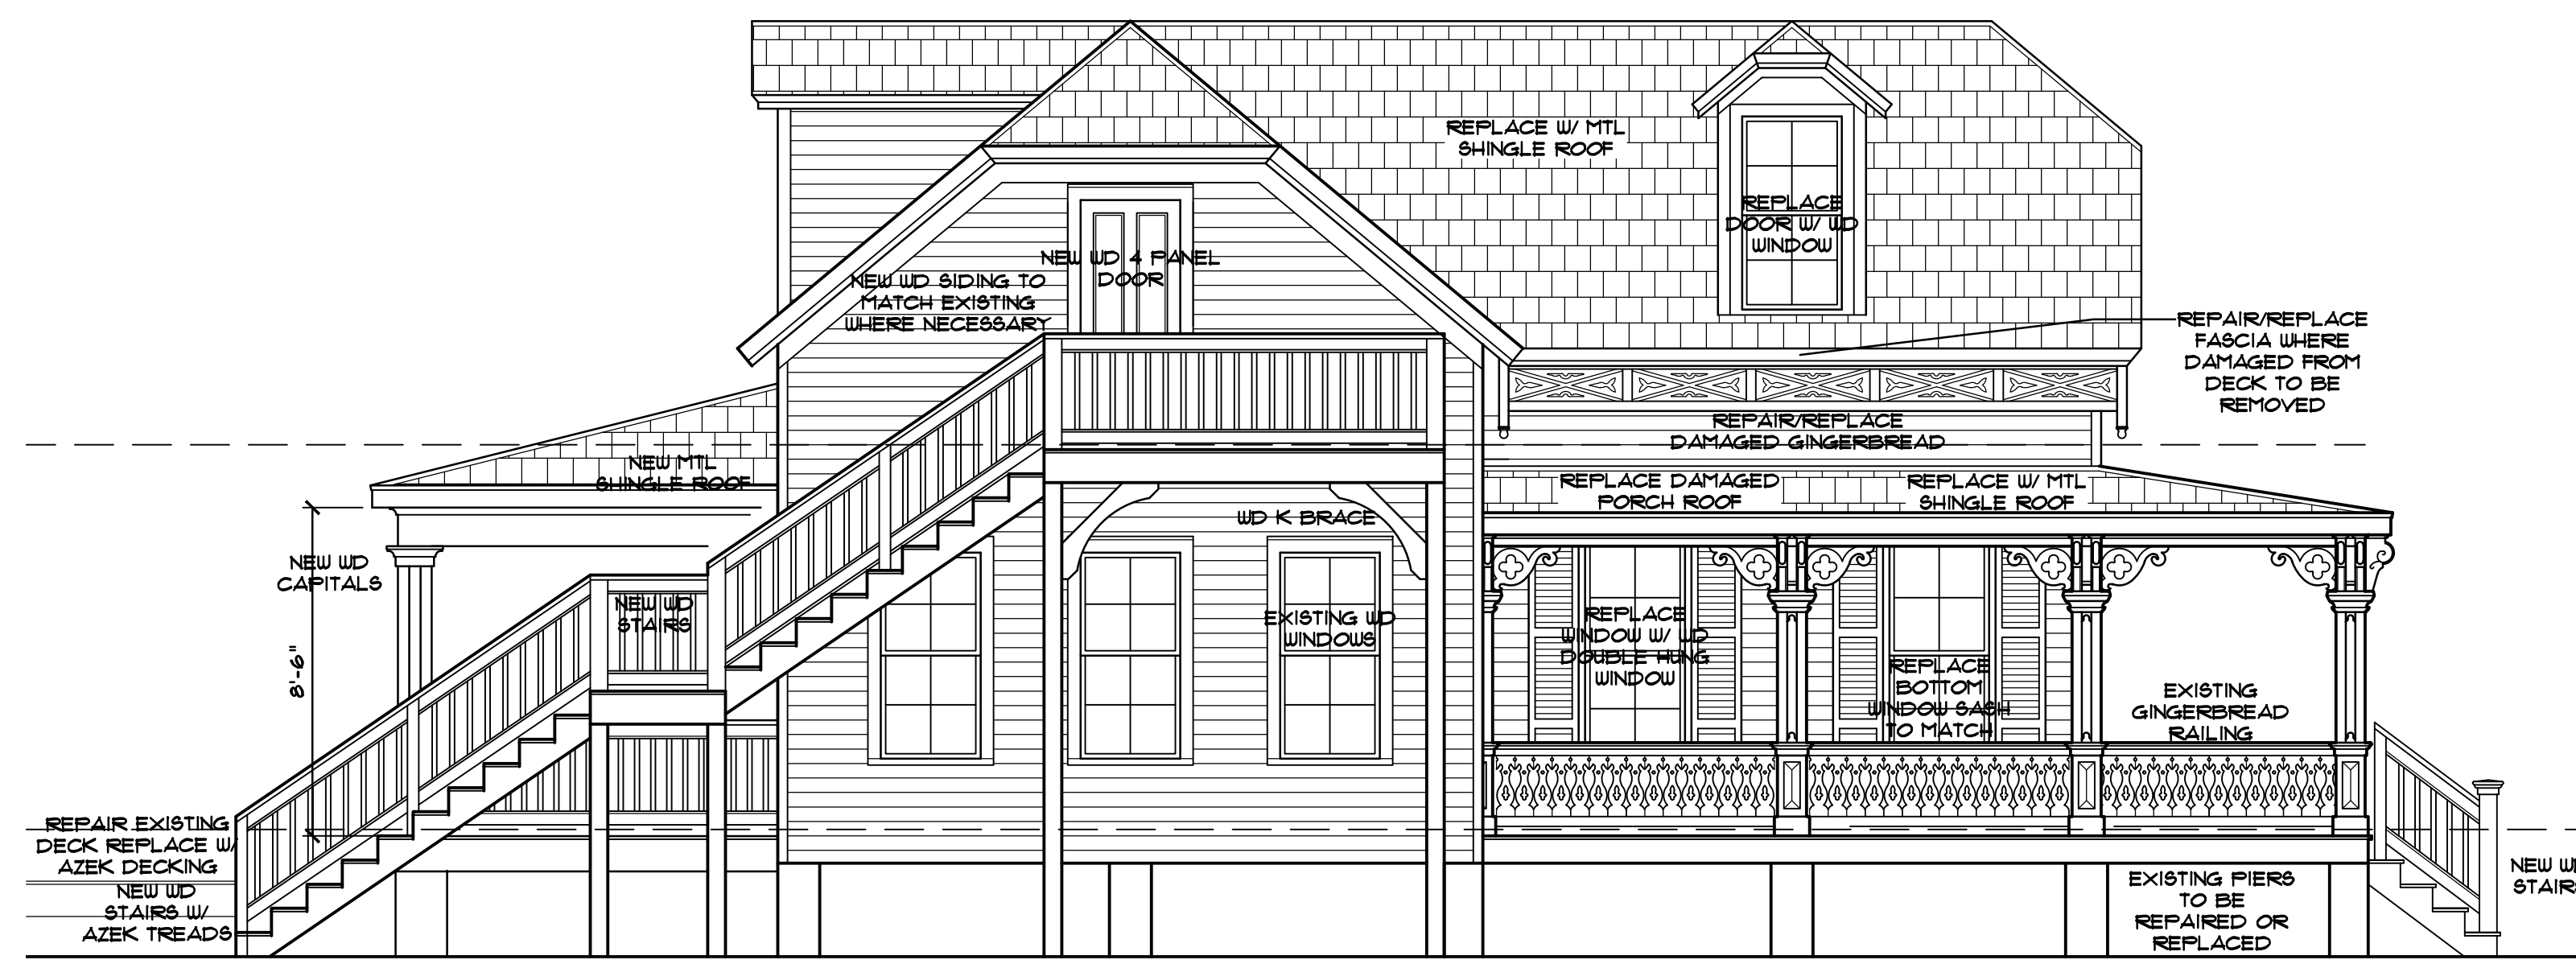 REPLACE W/ MTL
SHINGLE ROOF
REPLACE
DOOR W/ WD
WINDOW
NEW WD 4 PANEL
DOOR
NEW WD SIDING TO
MATCH EXISTING
WHERE NECESSARY
REPAIR/REPLACE
FASCIA WHERE
DAMAGED FROM
DECK TO BE
REMOVED
REPAIR/REPLACE
DAMAGED GINGERBREAD
NEW MTL
SHINGLE ROOF
REPLACE DAMAGED
PORCH ROOF
REPLACE W/ MTL
SHINGLE ROOF
WD K BRACE
NEW WD
CAPITALS
NEW WD
STAIRS
EXISTING WD
WINDOWS
REPLACE
WINDOW W/ WD
DOUBLE HUNG
WINDOW
REPLACE
BOTTOM
WINDOW SASH
TO MATCH
EXISTING
GINGERBREAD
RAILING
8'-6"
REPAIR EXISTING
DECK REPLACE W/
AZEK DECKING
NEW WD
STAIRS W/
AZEK TREADS
EXISTING PIERS
TO BE
REPAIRED OR
REPLACED
NEW
STAIR